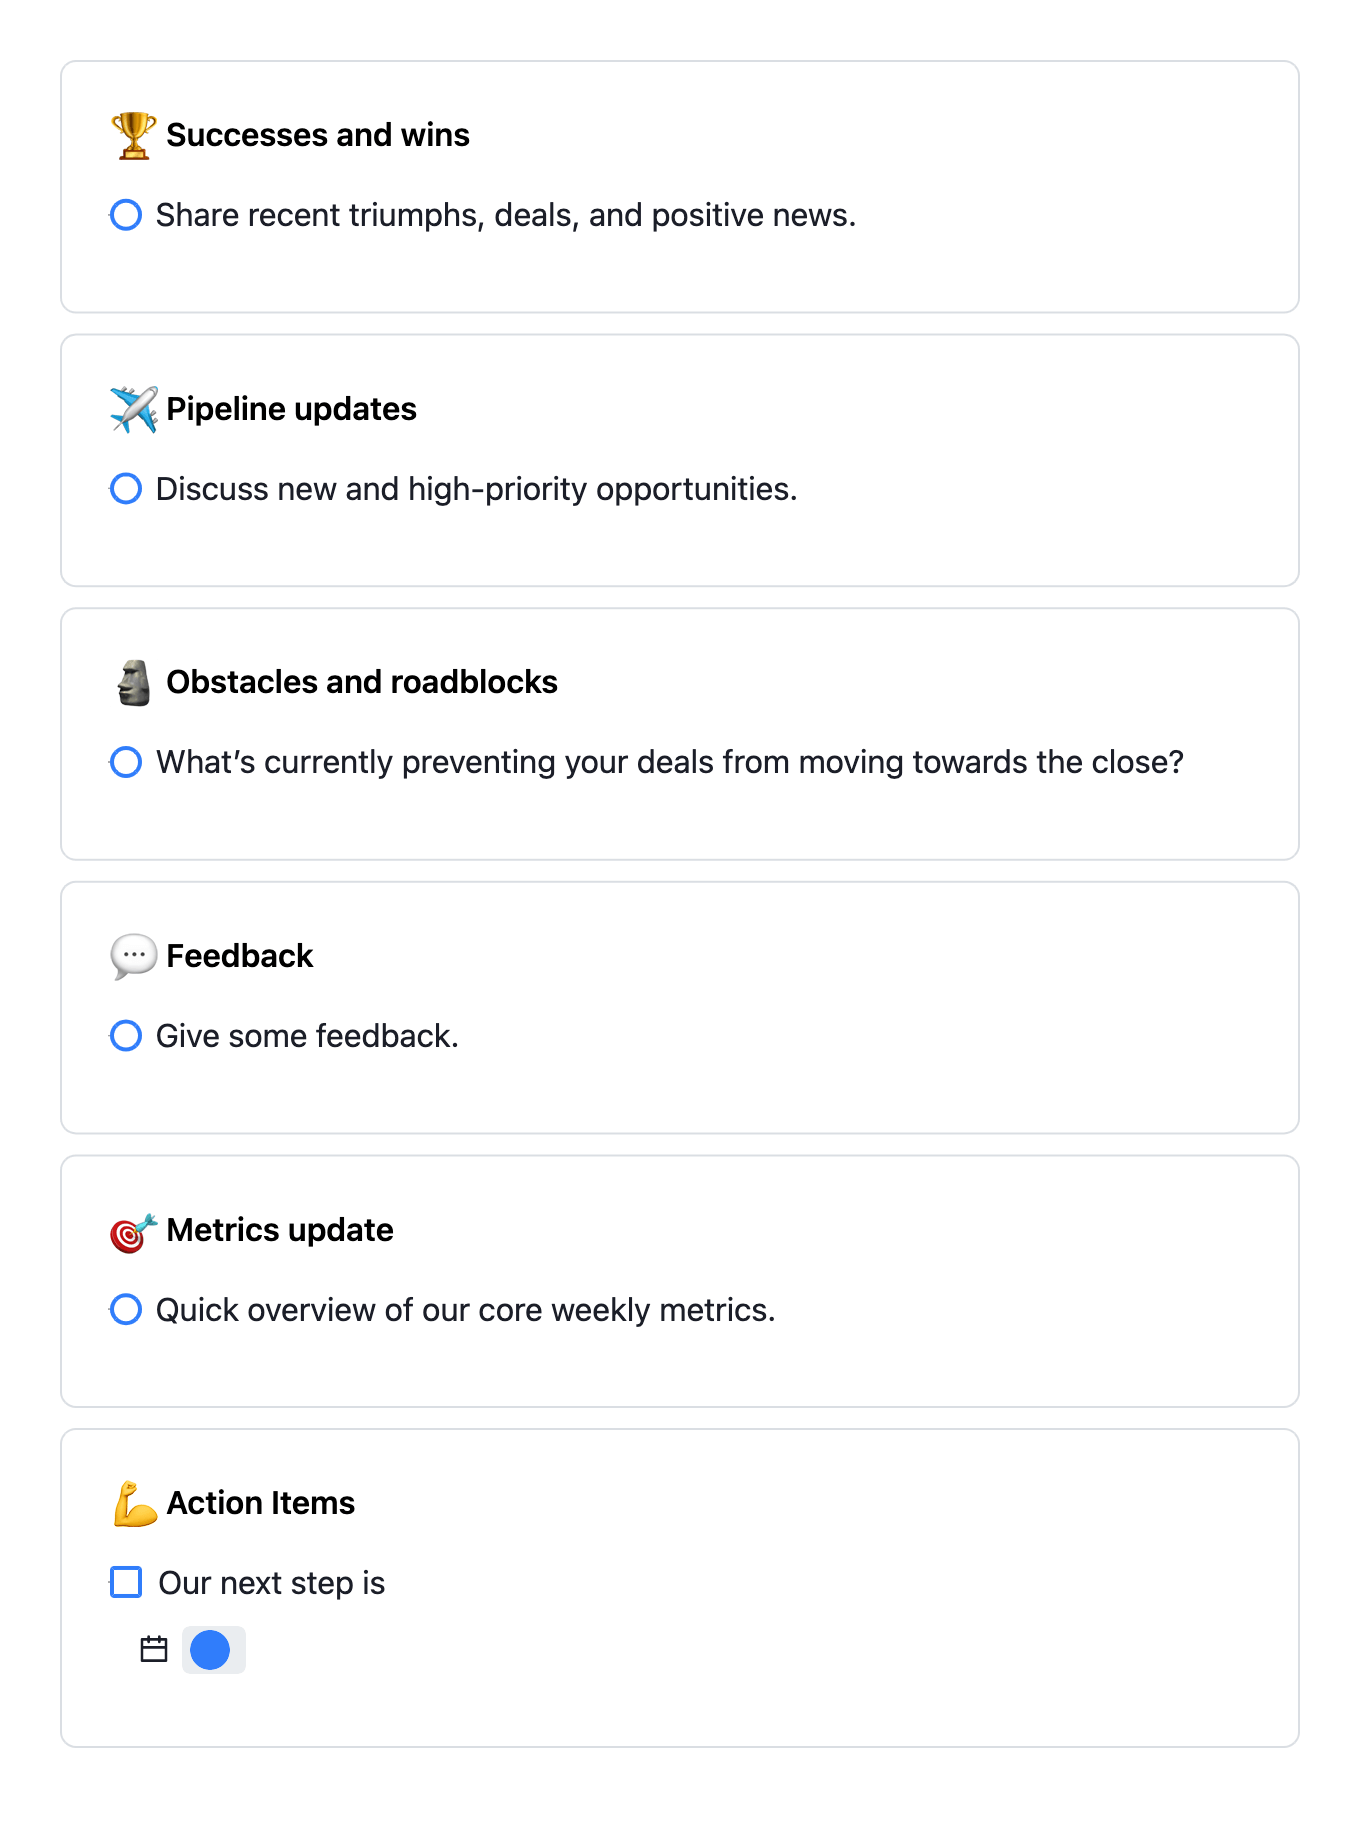 Successes and wins
Share recent triumphs, deals, and positive news.
Pipeline updates
Discuss new and high-priority opportunities.
Obstacles and roadblocks
What’s currently preventing your deals from moving towards the close?
Feedback
Give some feedback.
Metrics update
Quick overview of our core weekly metrics.
Action Items
Our next step is